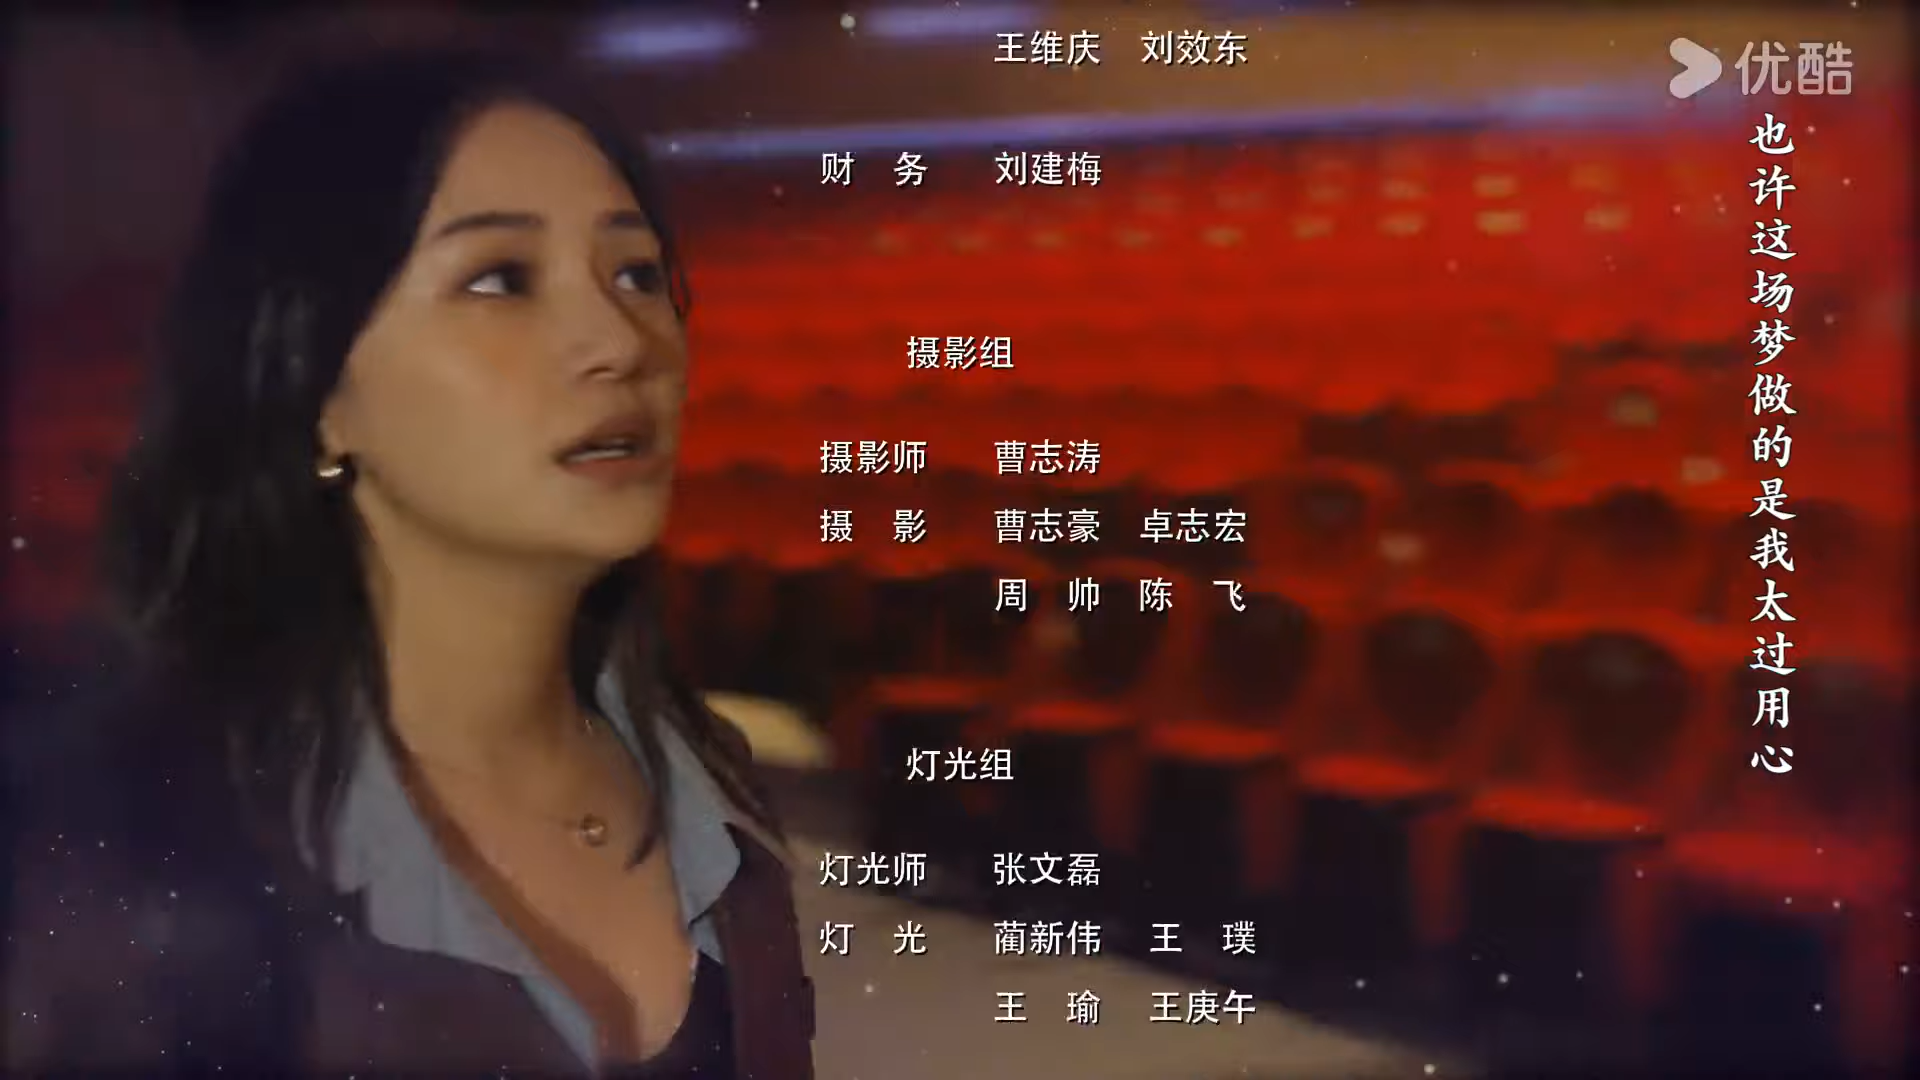 王维庆 刘效东
优酷
财 务 刘建梅
摄影组
摄影师 曹志涛
摄 影 曹志豪 卓志宏
周 帅 陈 飞
灯光组
灯光师 张文磊
灯 光 蔺新伟 王 璞
王 瑜 王庚午
也许这场梦做的是我太过用心